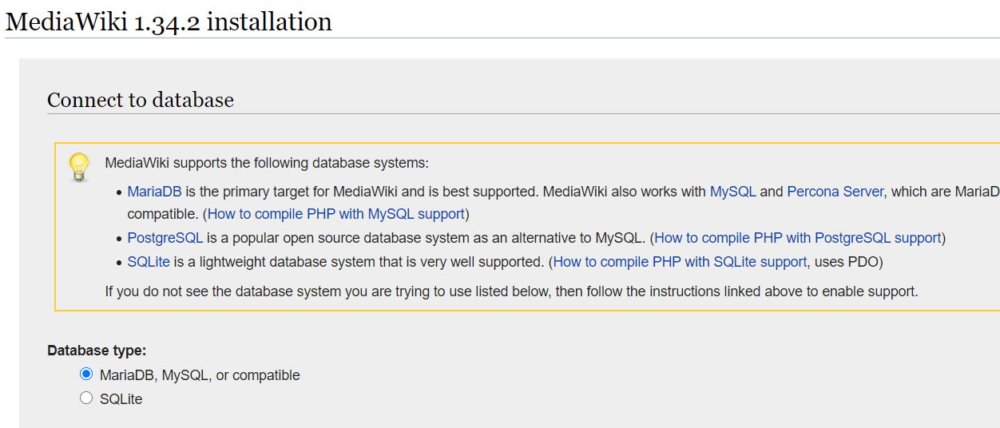 MediaWiki 1.34.2 installation
Connect to database
MediaWiki supports the following database systems:
• MariaDB is the primary target for MediaWiki and is best supported. MediaWiki also works with MySQL and Percona Server, which are MariaD
compatible. (How to compile PHP with MySQL support)
• PostgreSQL is a popular open source database system as an alternative to MySQL. (How to compile PHP with PostgreSQL support)
• SQLite is a lightweight database system that is very well supported. (How to compile PHP with SQLite support, uses PDO)
If you do not see the database system you are trying to use listed below, then follow the instructions linked above to enable support.
Database type:
MariaDB, MySQL, or compatible
SQLite